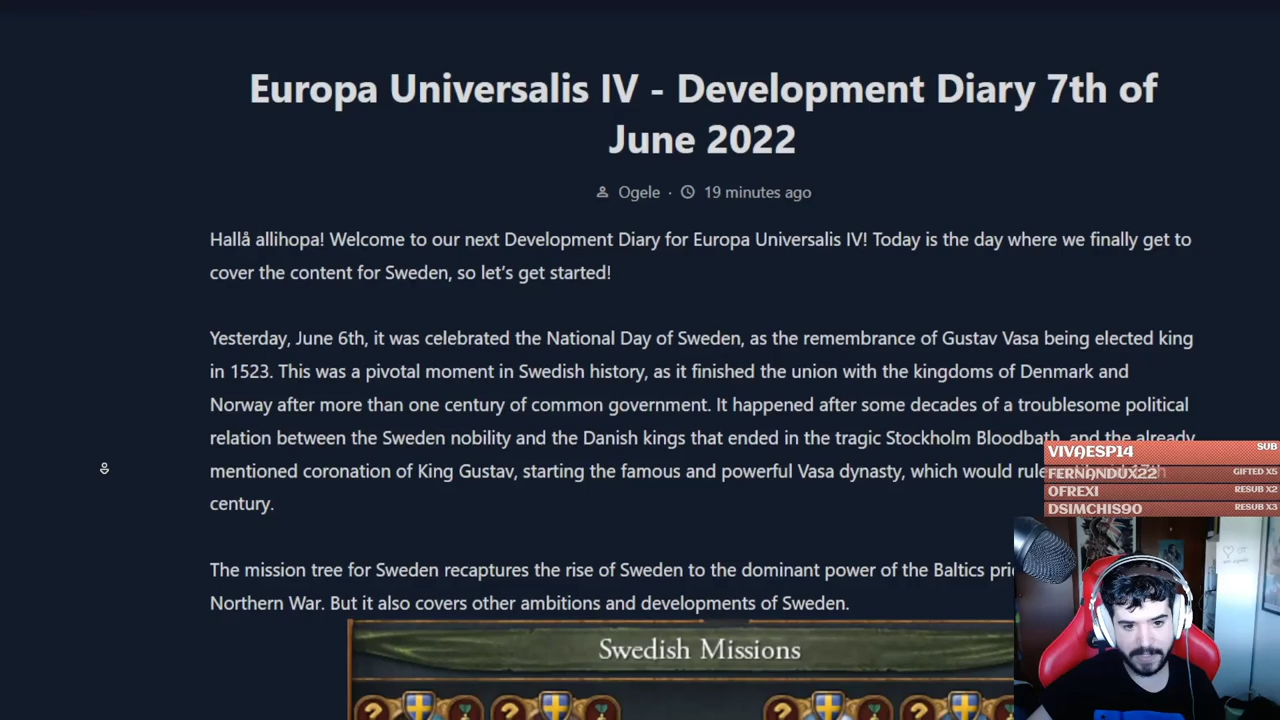 Europa Universalis IV - Development Diary 7th of
June 2022
Ogele · 19 minutes ago
Hallå allihopa! Welcome to our next Development Diary for Europa Universalis IV! Today is the day where we finally get to
cover the content for Sweden, so let's get started!
Yesterday, June 6th, it was celebrated the National Day of Sweden, as the remembrance of Gustav Vasa being elected king
in 1523. This was a pivotal moment in Swedish history, as it finished the union with the kingdoms of Denmark and
Norway after more than one century of common government. It happened after some decades of a troublesome political
relation between the Sweden nobility and the Danish kings that ended in the tragic Stockholm Bloodbath, and the already
mentioned coronation of King Gustav, starting the famous and powerful Vasa dynasty, which would rule
century.
The mission tree for Sweden recaptures the rise of Sweden to the dominant power of the Baltics
Northern War. But it also covers other ambitions and developments of Sweden.
Swedish Missions
VIVAESP14 SUB
FERNANDUX22 GIFTED X5
OFREXI RESUB X2
DSIMCHIS90 RESUB X3